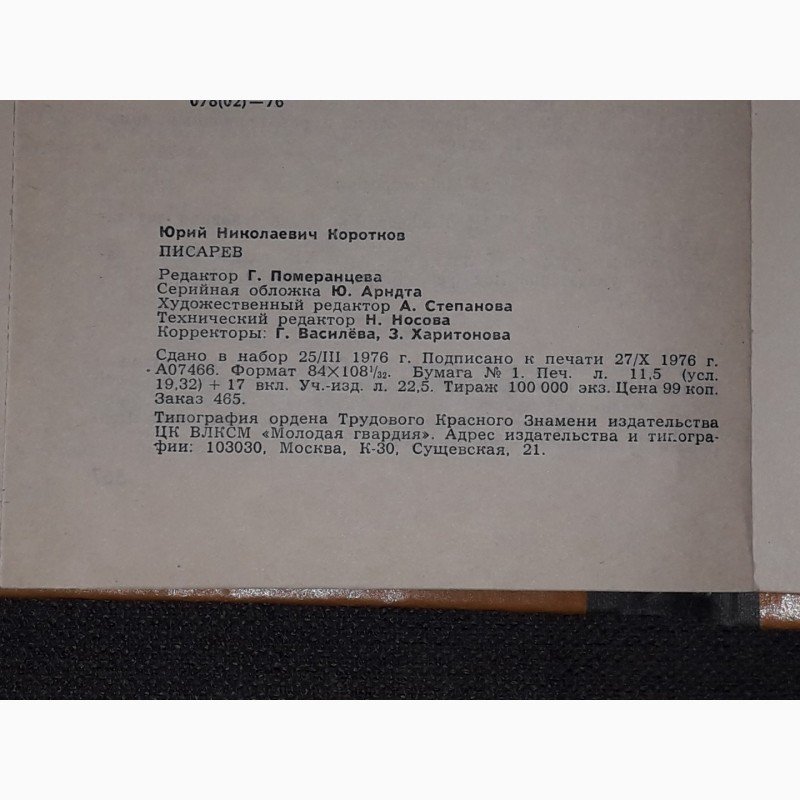 078(02)—76
Юрий Николаевич Коротков
ПИСАРЕВ
Редактор Г. Померанцева
Серийная обложка Ю. Арндта
Художественный редактор А. Степанова
Технический редактор Н. Носова
Корректоры: Г. Василёва, З. Харитонова
Сдано в набор 25/III 1976 г. Подписано к печати 27/X 1976 г.
А07466. Формат 84×108¹/₃₂. Бумага № 1. Печ. л. 11,5 (усл.
19,32) + 17 вкл. Уч.-изд. л. 22,5. Тираж 100 000 экз. Цена 99 коп.
Заказ 465.
Типография ордена Трудового Красного Знамени издательства
ЦК ВЛКСМ «Молодая гвардия». Адрес издательства и типогра-
фии: 103030, Москва, К-30, Сущевская, 21.